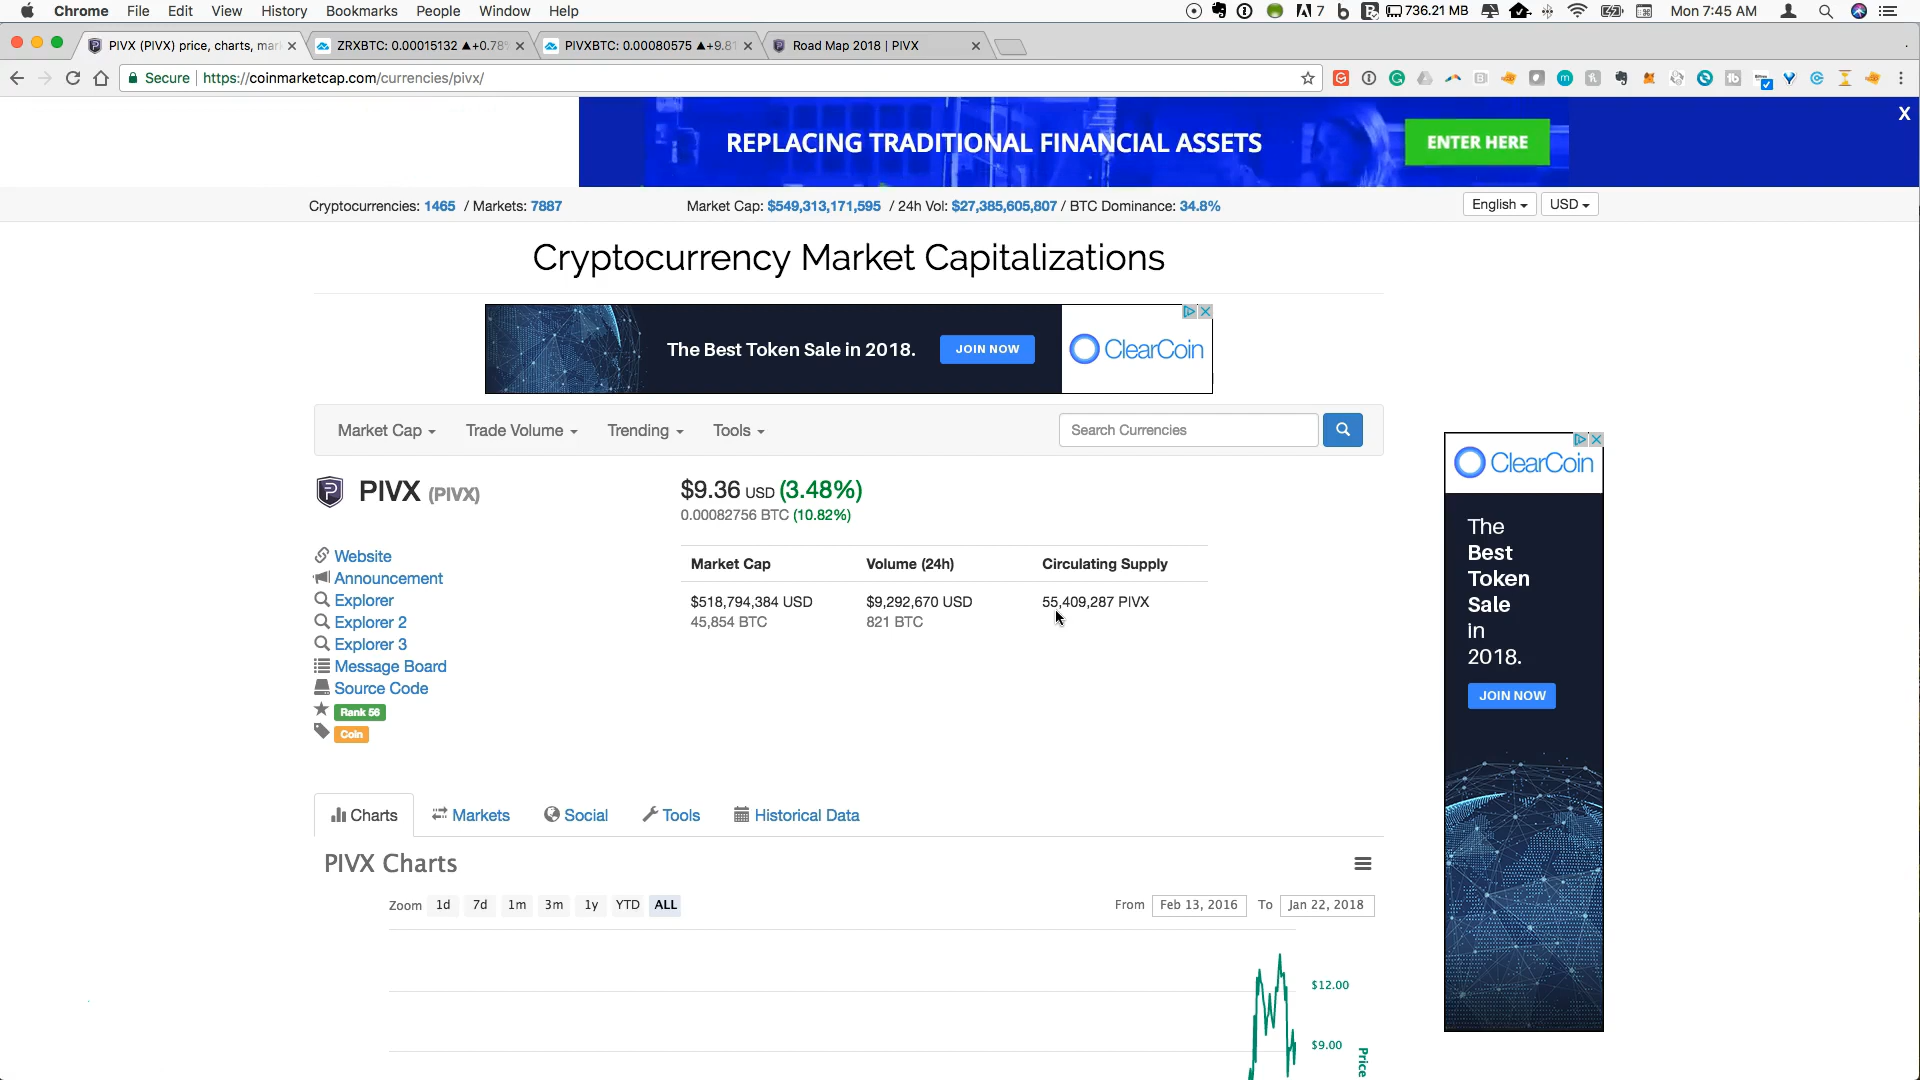 Chrome File Edit View History Bookmarks People Window Help 7 736.21 MB Mon 7:45 AM
PIVX (PIVX) price, charts, mar ZRXBTC: 0.00015132 ▲+0.78% PIVXBTC: 0.00080575 ▲+9.81 Road Map 2018 | PIVX
Secure https://coinmarketcap.com/currencies/pivx/
REPLACING TRADITIONAL FINANCIAL ASSETS ENTER HERE X
Cryptocurrencies: 1465 / Markets: 7887 Market Cap: $549,313,171,595 / 24h Vol: $27,385,605,807 / BTC Dominance: 34.8% English USD
Cryptocurrency Market Capitalizations
The Best Token Sale in 2018. JOIN NOW ClearCoin
Market Cap Trade Volume Trending Tools Search Currencies
PIVX (PIVX)
$9.36 USD (3.48%)
0.00082756 BTC (10.82%)
Website
Announcement
Explorer
Explorer 2
Explorer 3
Message Board
Source Code
Rank 56
Coin
Market Cap Volume (24h) Circulating Supply
$518,794,384 USD $9,292,670 USD 55,409,287 PIVX
45,854 BTC 821 BTC
ClearCoin
The
Best
Token
Sale
in
2018.
JOIN NOW
Charts Markets Social Tools Historical Data
PIVX Charts
Zoom 1d 7d 1m 3m 1y YTD ALL From Feb 13, 2016 To Jan 22, 2018
$12.00
$9.00
Price